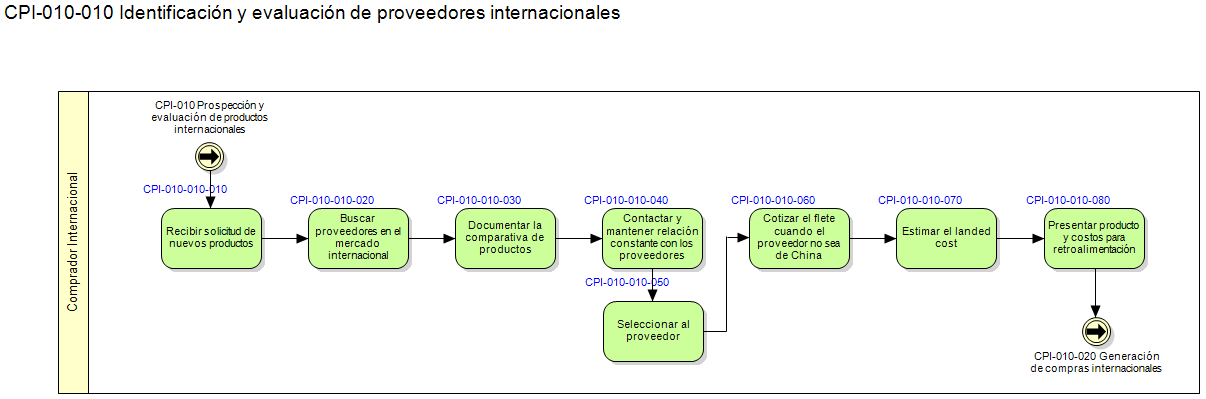 CPI-010-010 Identificación y evaluación de proveedores internacionales
Comprador Internacional
CPI-010 Prospección y
evaluación de productos
internacionales
CPI-010-010-010
Recibir solicitud de
nuevos productos
CPI-010-010-020
Buscar
proveedores en el
mercado
internacional
CPI-010-010-030
Documentar la
comparativa de
productos
CPI-010-010-040
Contactar y
mantener relación
constante con los
proveedores
CPI-010-010-050
Seleccionar al
proveedor
CPI-010-010-060
Cotizar el flete
cuando el
proveedor no sea
de China
CPI-010-010-070
Estimar el landed
cost
CPI-010-010-080
Presentar producto
y costos para
retroalimentación
CPI-010-020 Generación
de compras internacionales